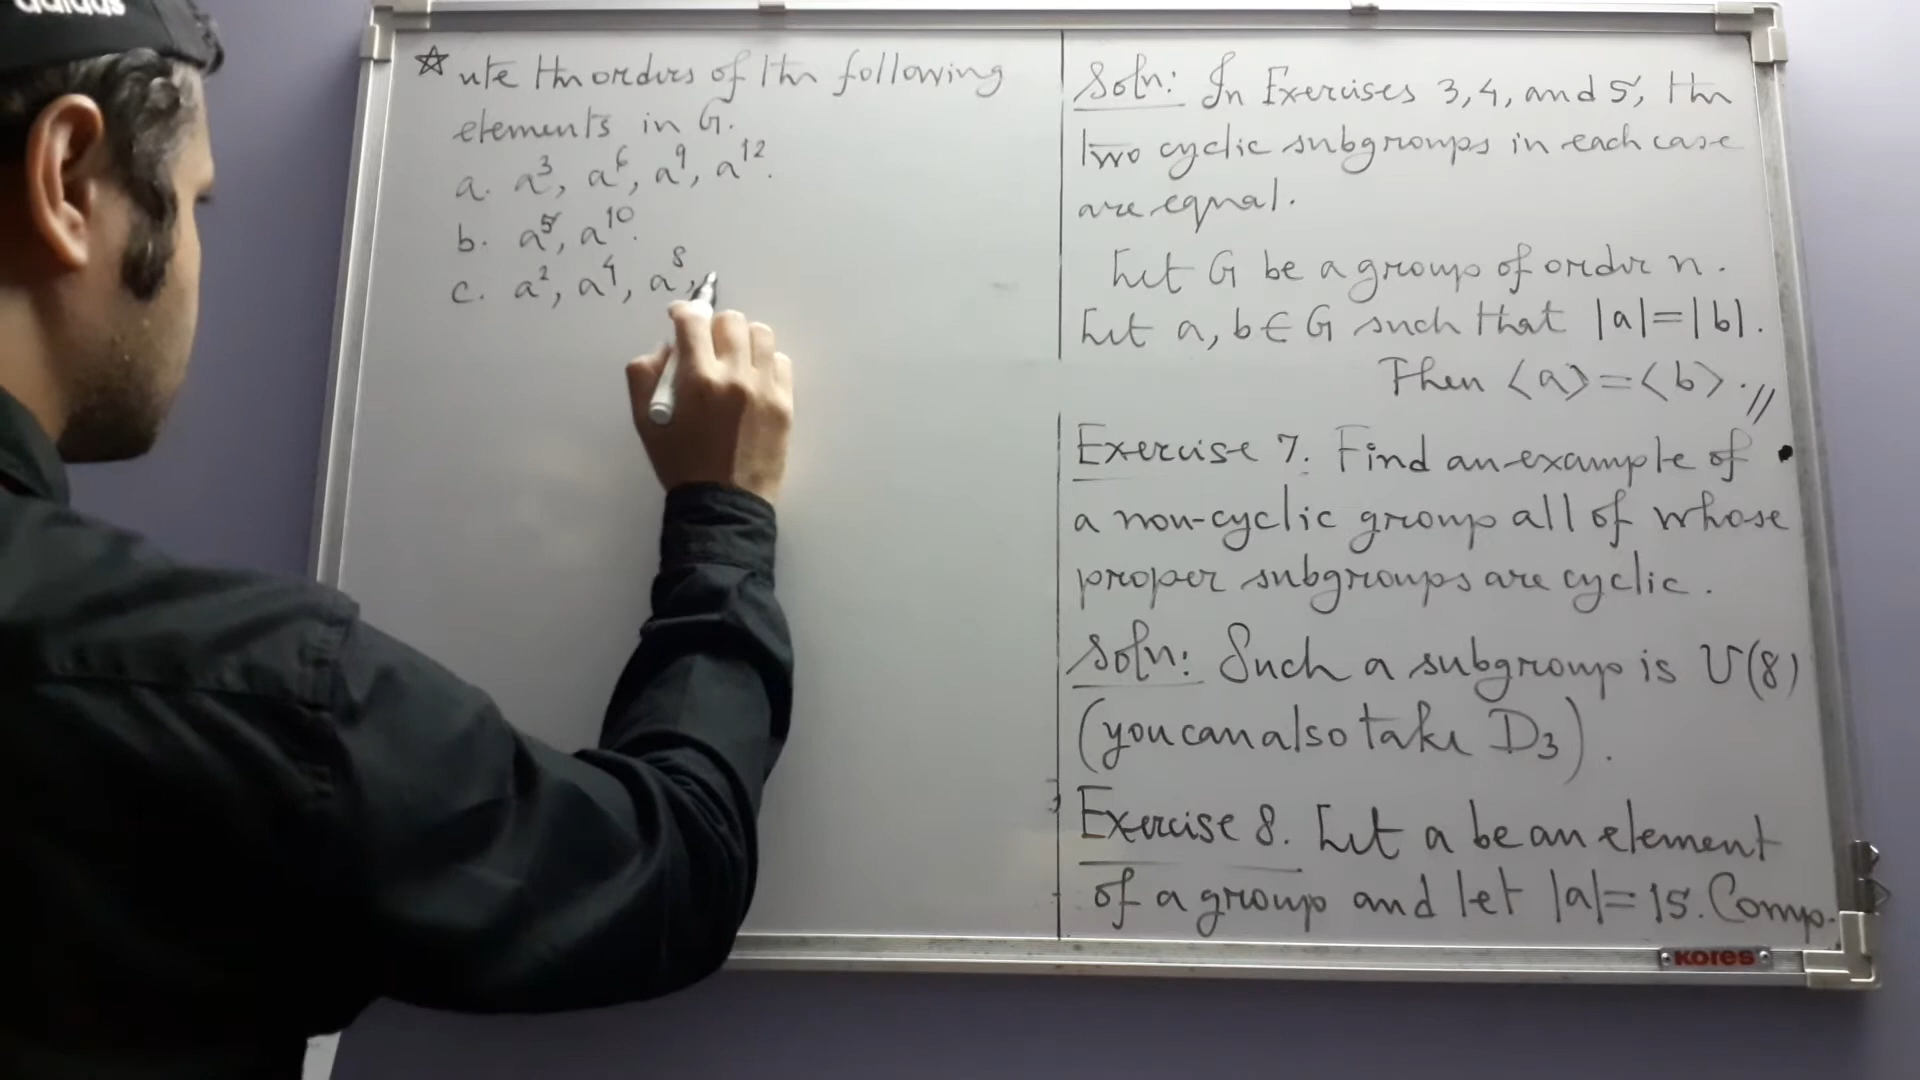 adidas
☆ ute the orders of the following
elements in G.
a. a³, a⁶, a⁹, a¹².
b. a⁵, a¹⁰.
c. a², a⁴, a⁸,
Soln: In Exercises 3, 4, and 5, the
two cyclic subgroups in each case
are equal.
Let G be a group of order n.
Let a, b ∈ G such that |a|=|b|.
Then ⟨a⟩=⟨b⟩.//
Exercise 7. Find an example of
a non-cyclic group all of whose
proper subgroups are cyclic.
Soln: Such a subgroup is U(8)
(you can also take D₃).
Exercise 8. Let a be an element
of a group and let |a|= 15. Comp-
KORES